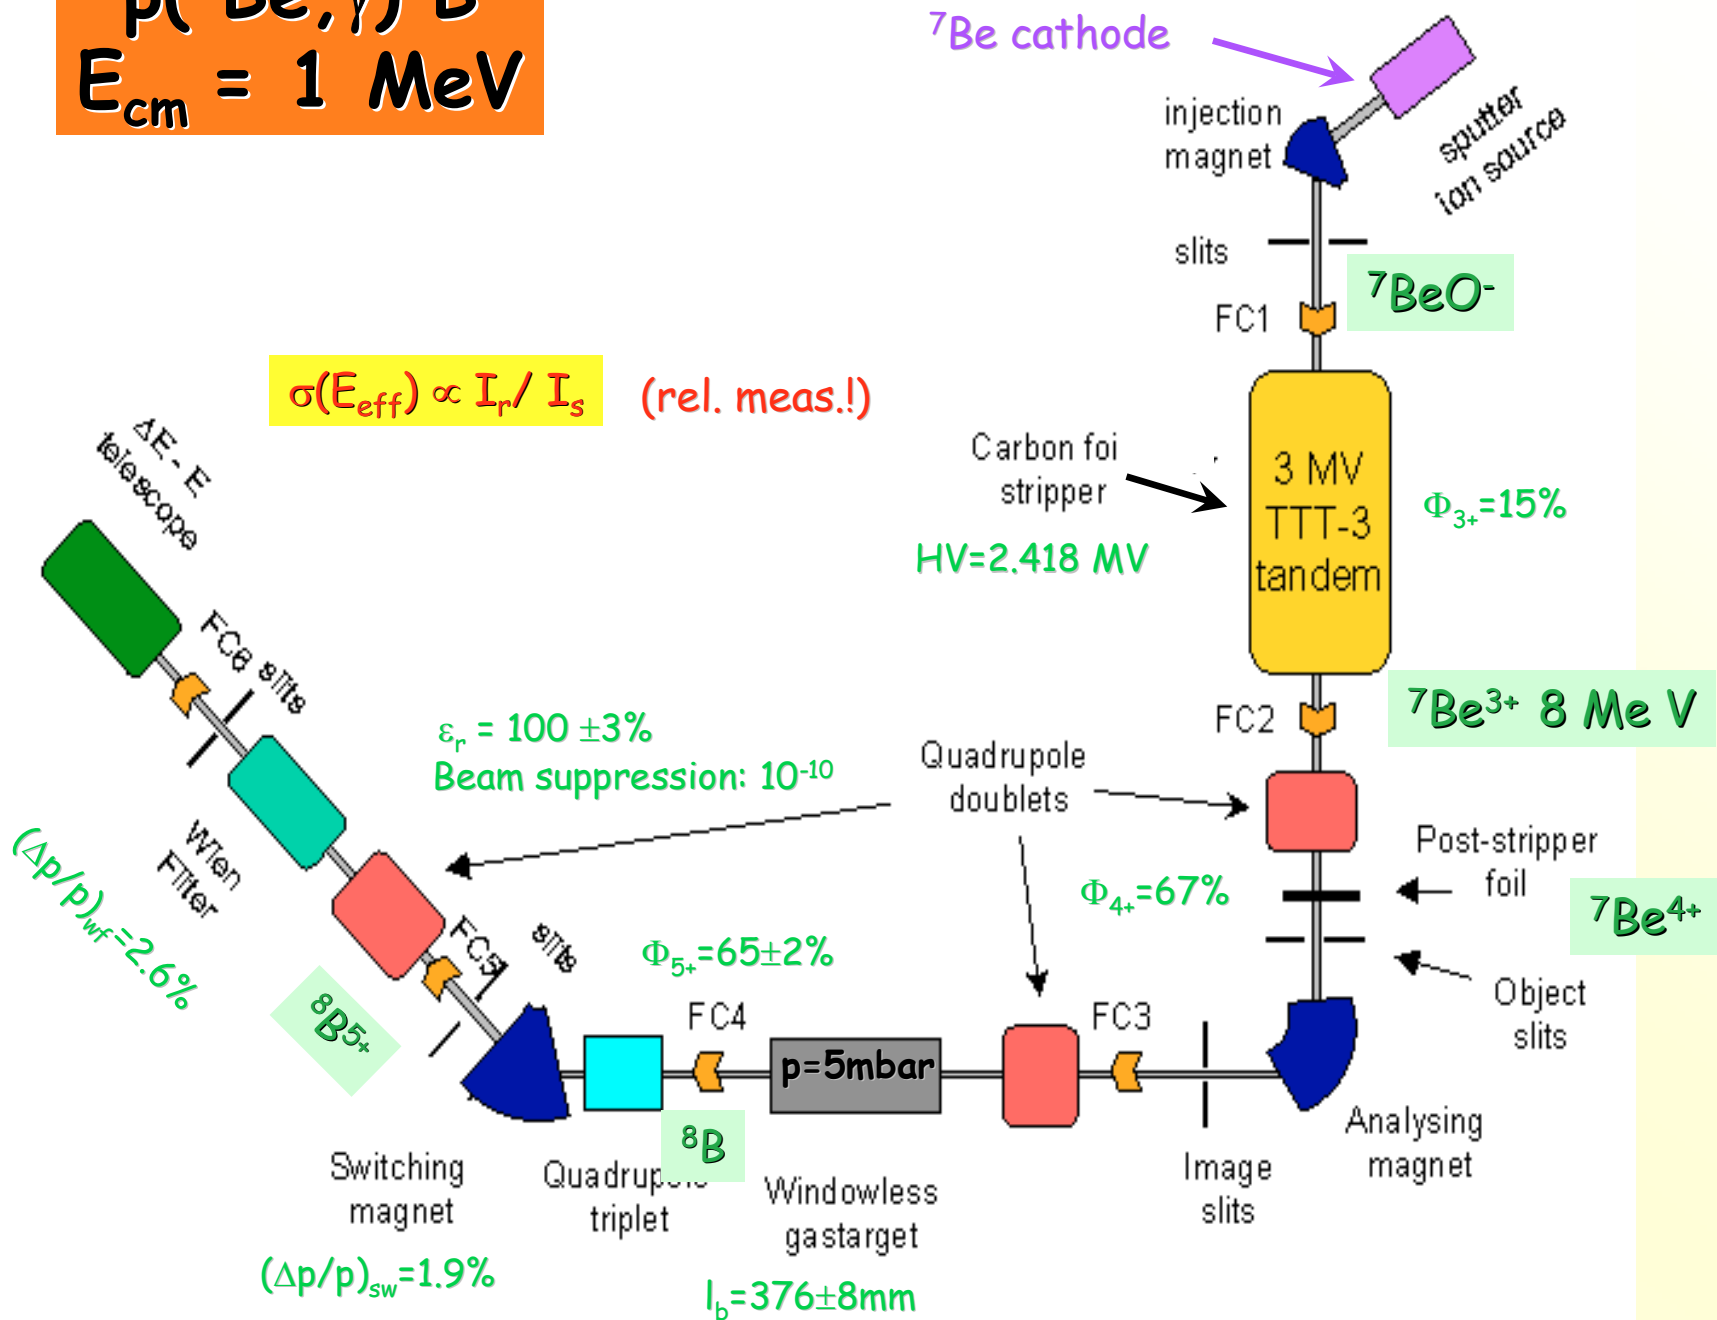 p(⁷Be,γ)⁸B
E_cm = 1 MeV
⁷Be cathode
injection
magnet
sputter
ion source
slits
⁷BeO⁻
FC1
σ(E_eff) ∝ I_r/ I_s
(rel. meas.!)
ΔE - E
telescope
Carbon foi
stripper
3 MV
TTT-3
tandem
Φ₃₊=15%
HV=2.418 MV
FC6
slits
⁷Be³⁺ 8 Me V
FC2
ε_r = 100 ±3%
Beam suppression: 10⁻¹⁰
Quadrupole
doublets
Wien
Filter
(Δp/p)_wf=2.6%
Post-stripper
foil
Φ₄₊=67%
⁷Be⁴⁺
FC5
slits
Φ₅₊=65±2%
Object
slits
⁸B⁵⁺
FC4
FC3
p=5mbar
⁸B
Analysing
magnet
Switching
magnet
Quadrupole
triplet
Windowless
gastarget
Image
slits
(Δp/p)_sw=1.9%
l_b=376±8mm